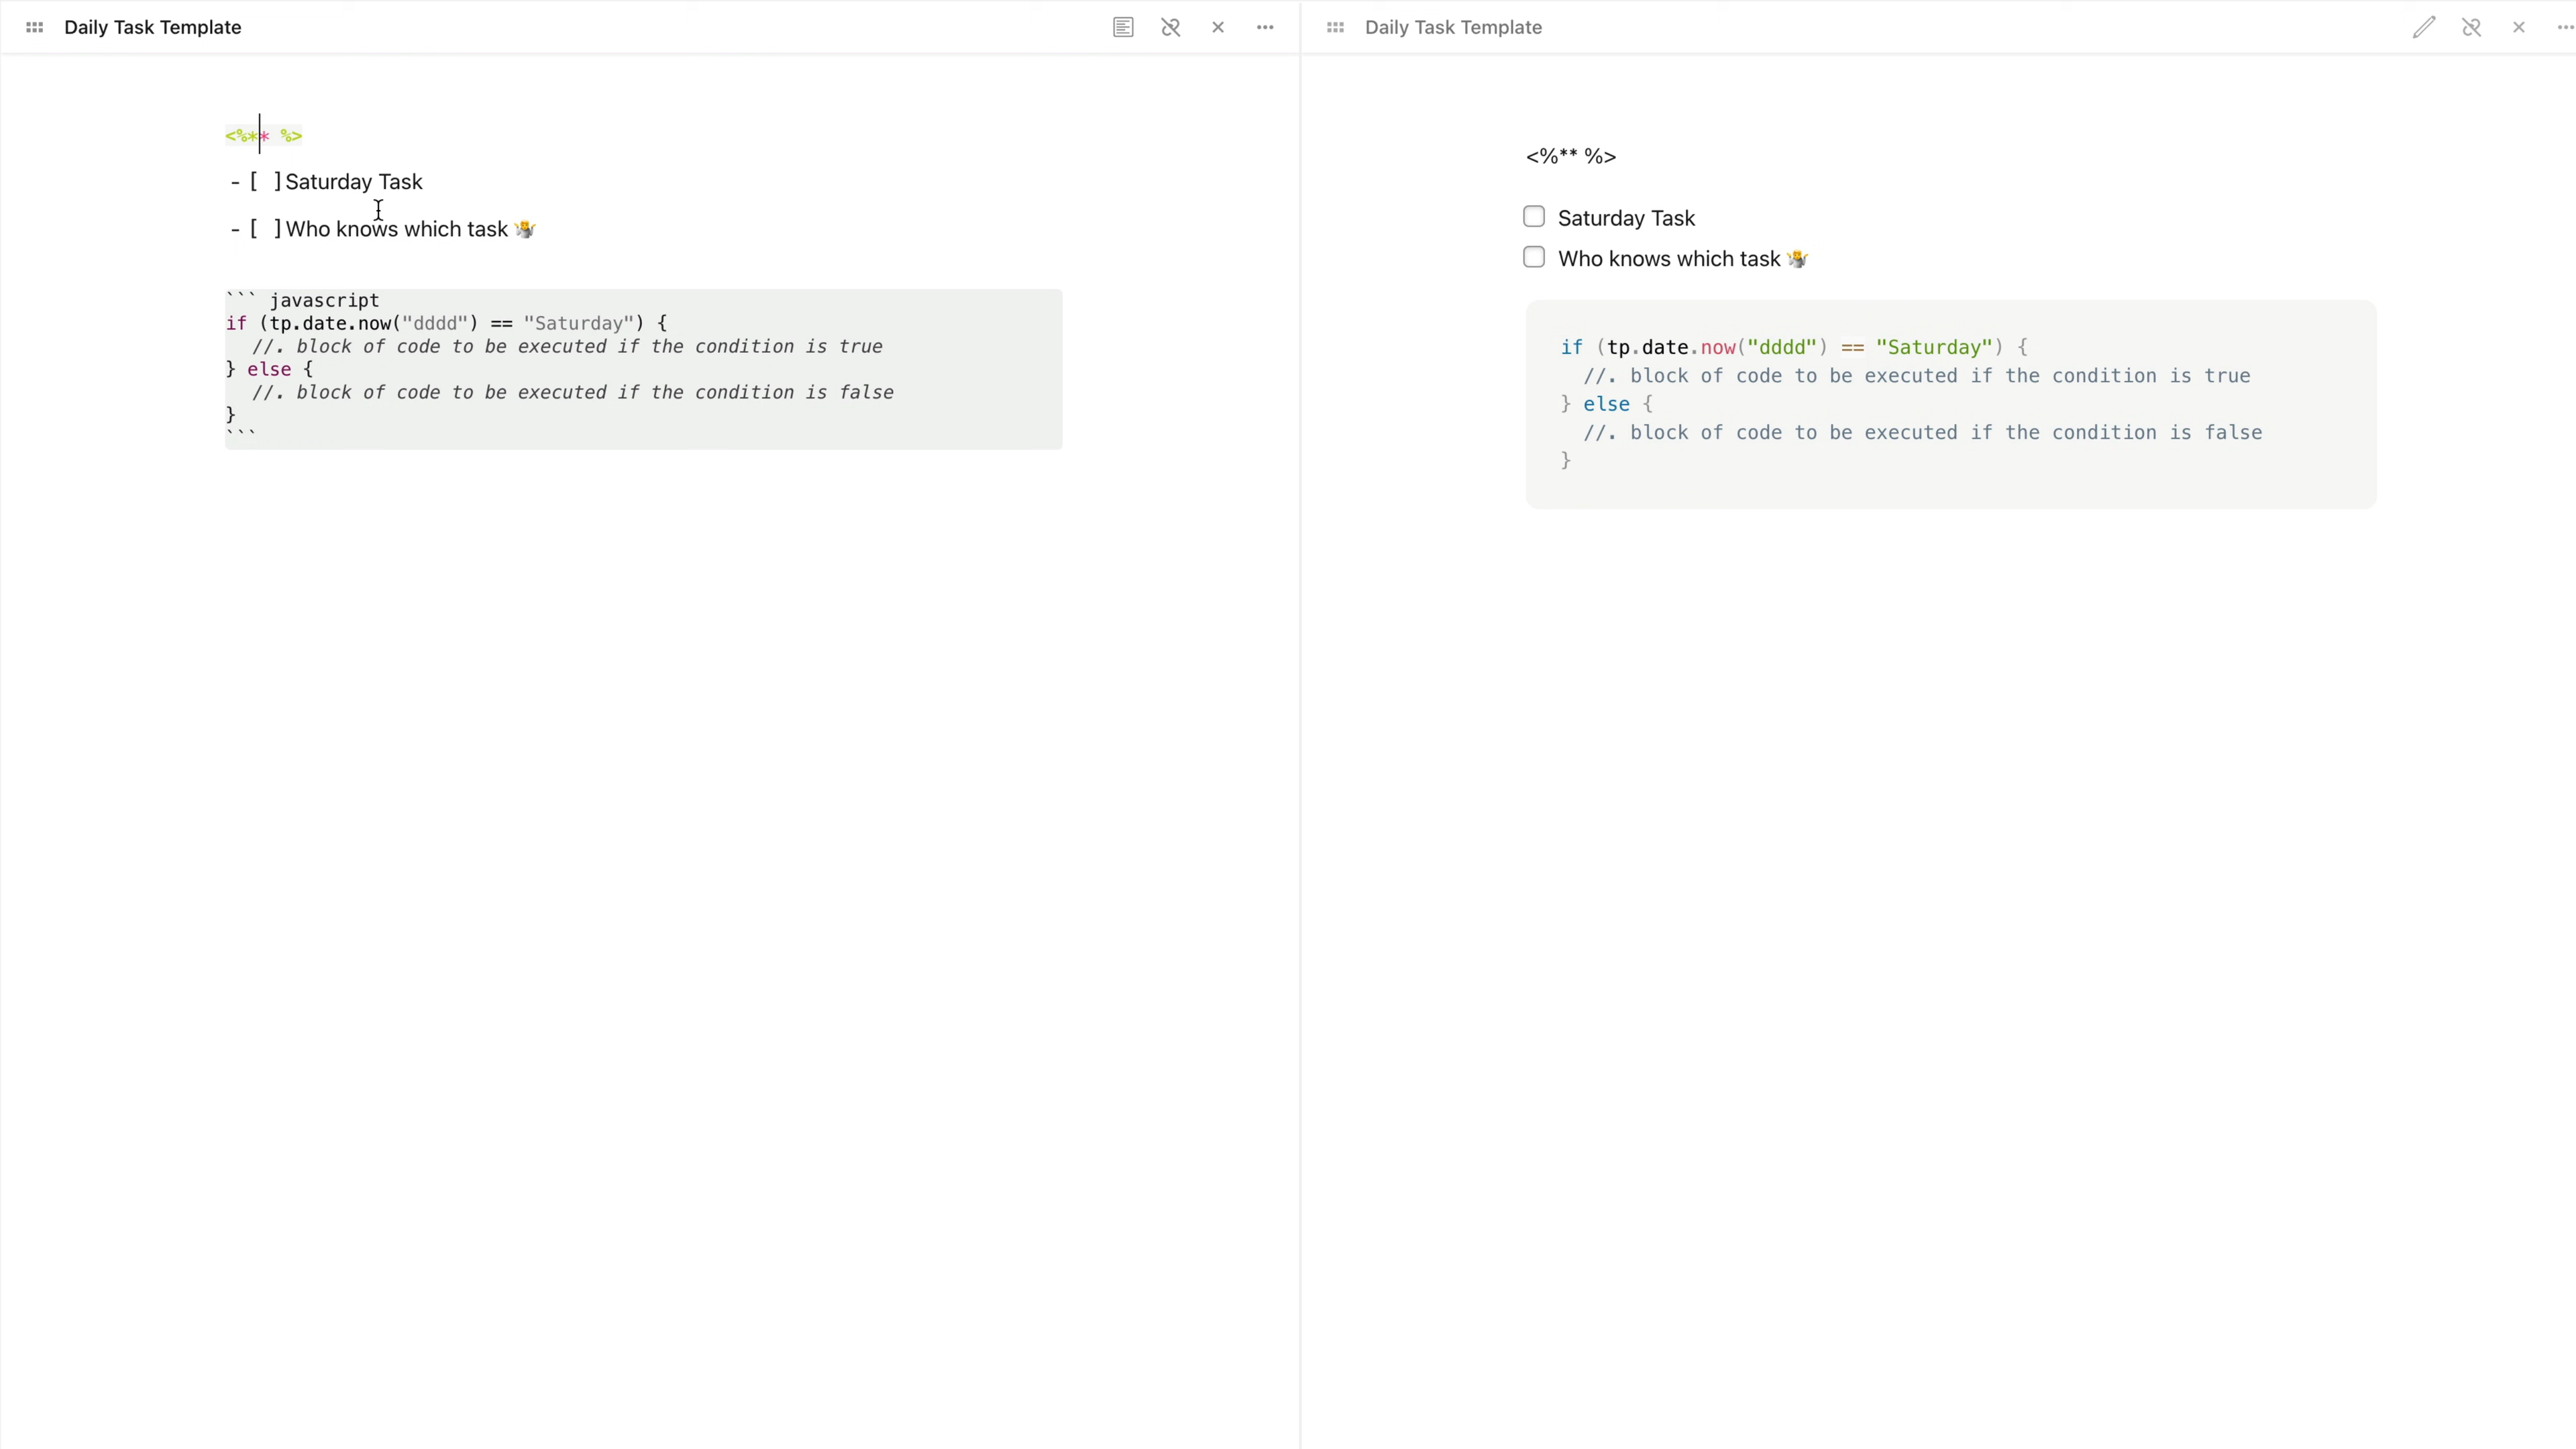 Daily Task Template
<%** %>
- [ ] Saturday Task
- [ ] Who knows which task 🤷
``` javascript
if (tp.date.now("dddd") == "Saturday") {
//. block of code to be executed if the condition is true
} else {
//. block of code to be executed if the condition is false
}
```
Daily Task Template
<%** %>
Saturday Task
Who knows which task 🤷
if (tp.date.now("dddd") == "Saturday") {
//. block of code to be executed if the condition is true
} else {
//. block of code to be executed if the condition is false
}